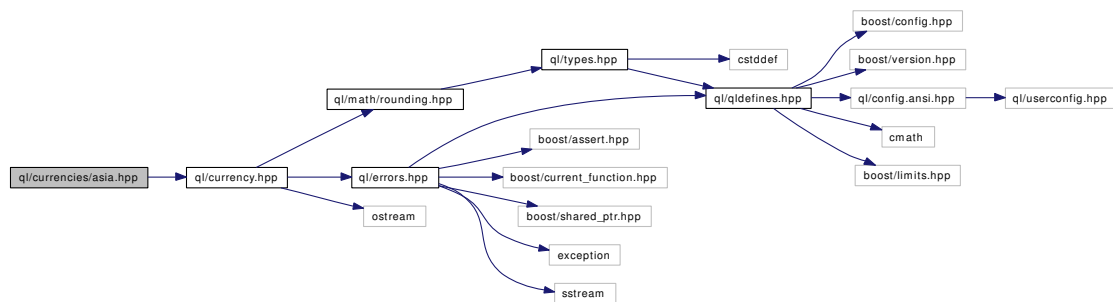 boost/config.hpp
ql/types.hpp
cstddef
boost/version.hpp
ql/math/rounding.hpp
ql/qldefines.hpp
ql/config.ansi.hpp
ql/userconfig.hpp
boost/assert.hpp
cmath
ql/currencies/asia.hpp
ql/currency.hpp
ql/errors.hpp
boost/current_function.hpp
boost/limits.hpp
ostream
boost/shared_ptr.hpp
exception
sstream